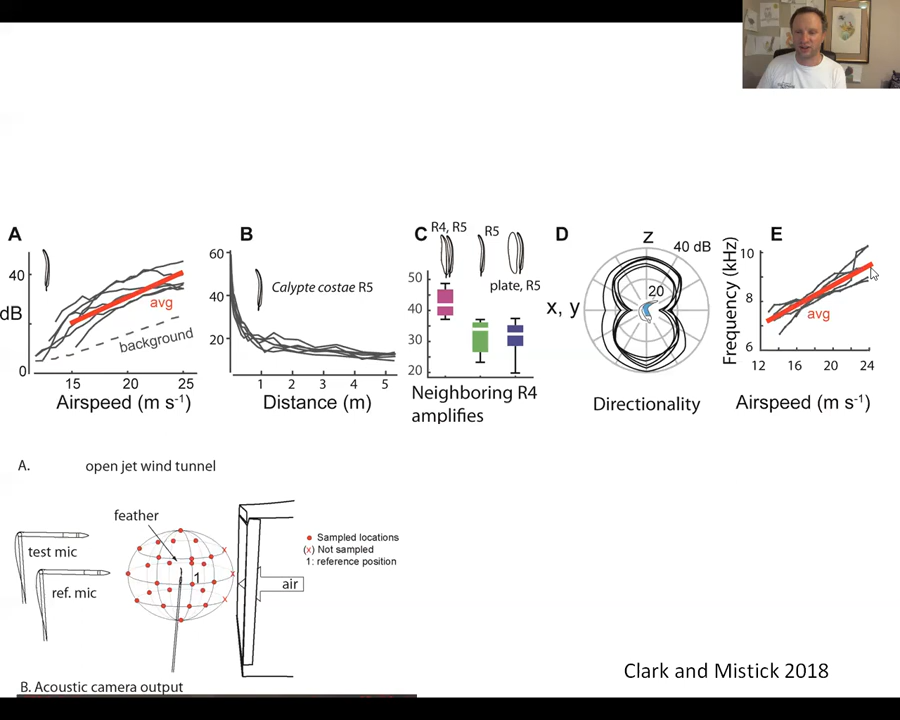 A
40
dB
0
avg
background
15
20
25
Airspeed (m s-1)
B
60
40
20
Calypte costae R5
1
2
3
4
5
Distance (m)
C
R4, R5
R5
plate, R5
50
40
30
20
Neighboring R4
amplifies
D
Z
40 dB
20
x, y
Directionality
E
Frequency (kHz)
10
8
6
avg
12
16
20
24
Airspeed (m s-1)
A.
open jet wind tunnel
feather
test mic
ref. mic
1
x
x
x
Sampled locations
(x) Not sampled
1: reference position
air
Clark and Mistick 2018
B. Acoustic camera output